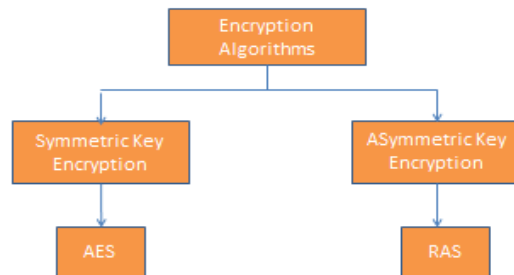 Encryption
Algorithms
Symmetric Key
Encryption
ASymmetric Key
Encryption
AES
RAS